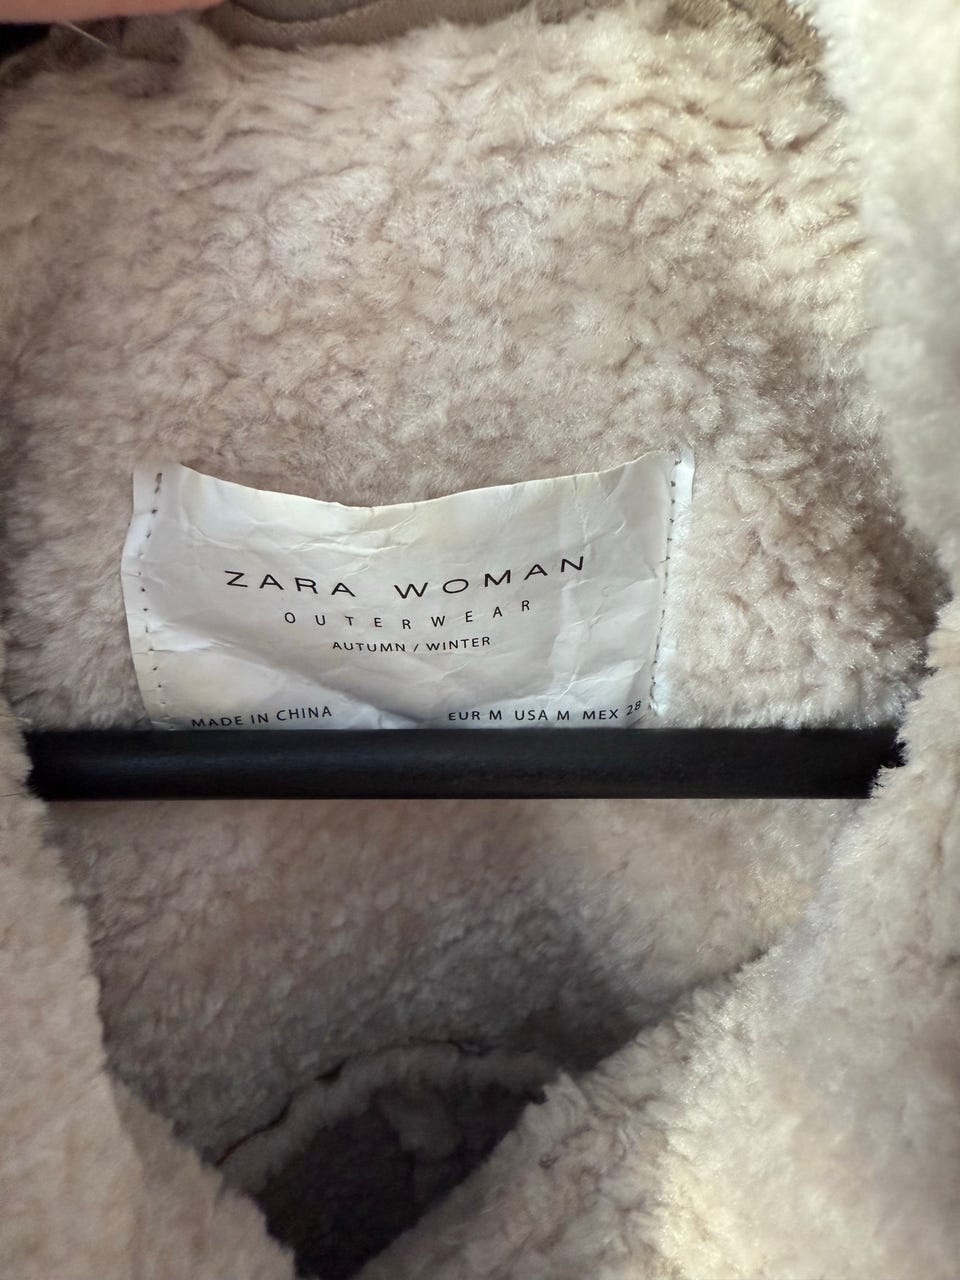 ZARA WOMAN
OUTERWEAR
AUTUMN / WINTER
MADE IN CHINA EUR M USA M MEX 28